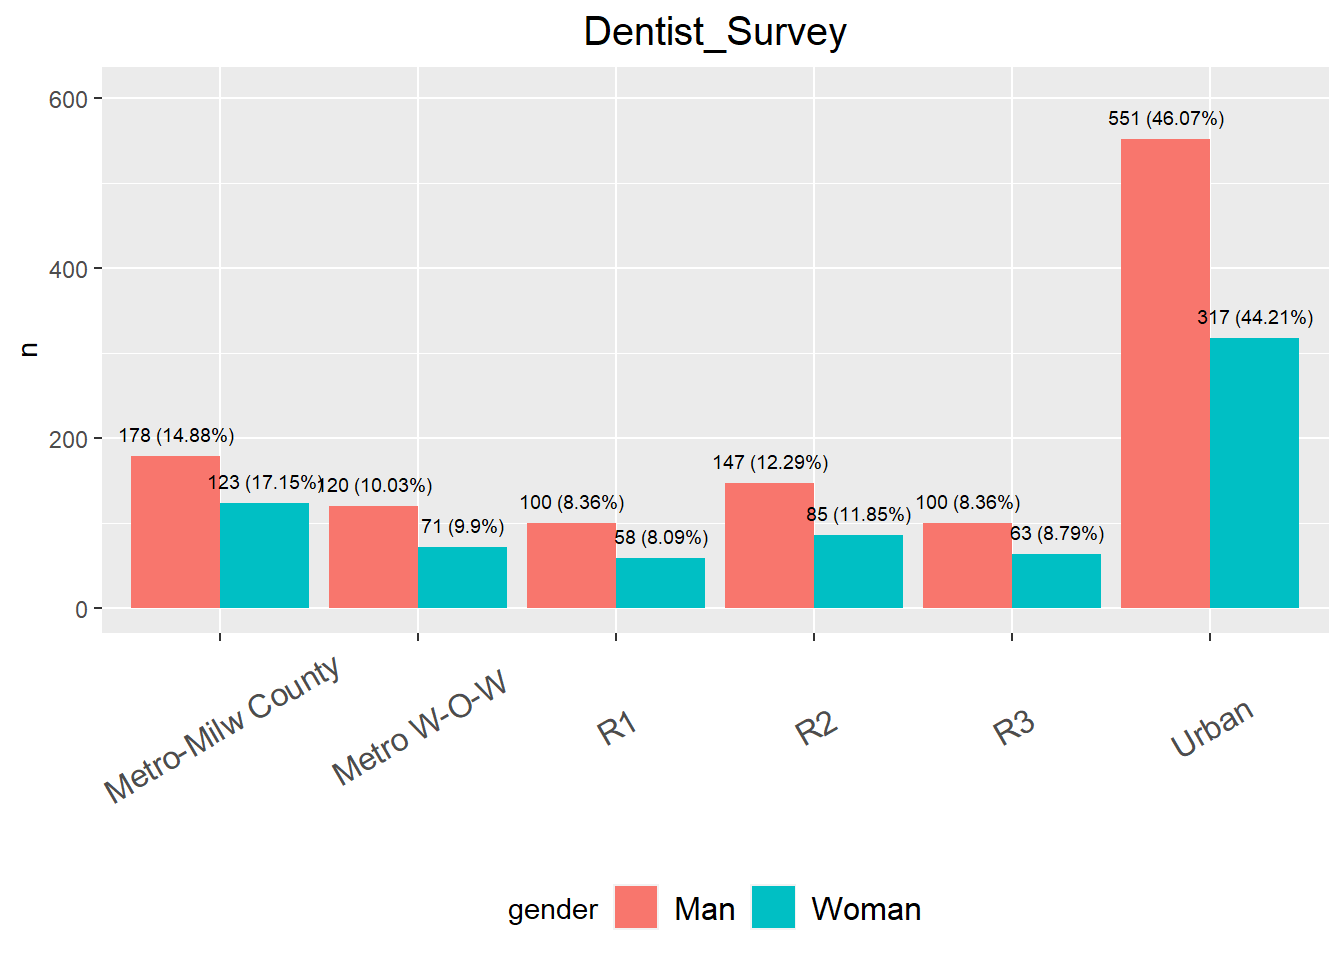 Dentist_Survey
600
400
200
0
n
551 (46.07%)
317 (44.21%)
178 (14.88%)
123 (17.15%)
120 (10.03%)
71 (9.9%)
100 (8.36%)
58 (8.09%)
147 (12.29%)
85 (11.85%)
100 (8.36%)
63 (8.79%)
Metro-Milw County
Metro W-O-W
R1
R2
R3
Urban
gender Man Woman